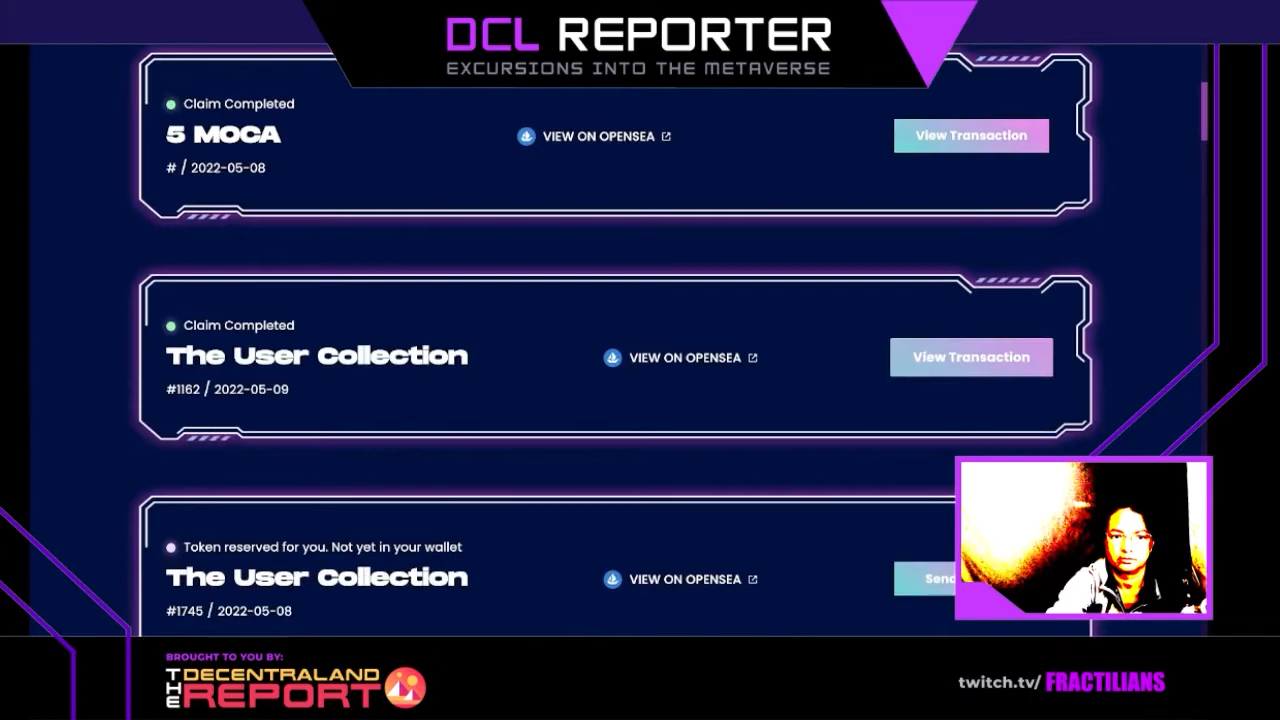 DCL REPORTER
EXCURSIONS INTO THE METAVERSE
Claim Completed
5 MOCA
# / 2022-05-08
VIEW ON OPENSEA
View Transaction
Claim Completed
The User Collection
#1162 / 2022-05-09
VIEW ON OPENSEA
View Transaction
Token reserved for you. Not yet in your wallet
The User Collection
#1745 / 2022-05-08
VIEW ON OPENSEA
BROUGHT TO YOU BY:
THE DECENTRALAND
REPORT
twitch.tv/ FRACTILIANS